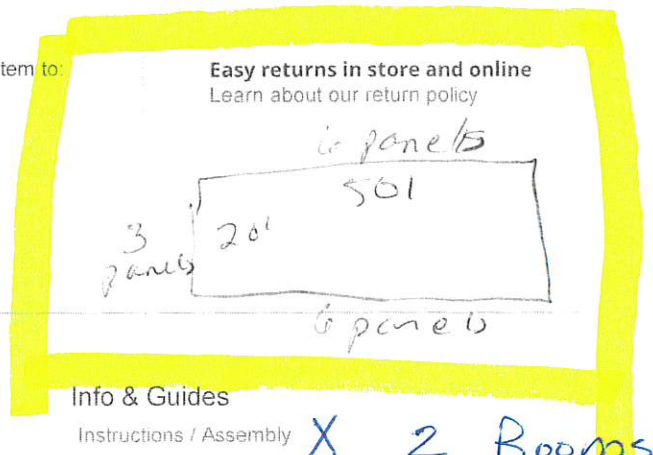 tem to:
Easy returns in store and online
Learn about our return policy
6 panels
50'
3 panels
20'
6 panels
Info & Guides
Instructions / Assembly
X 2 Rooms